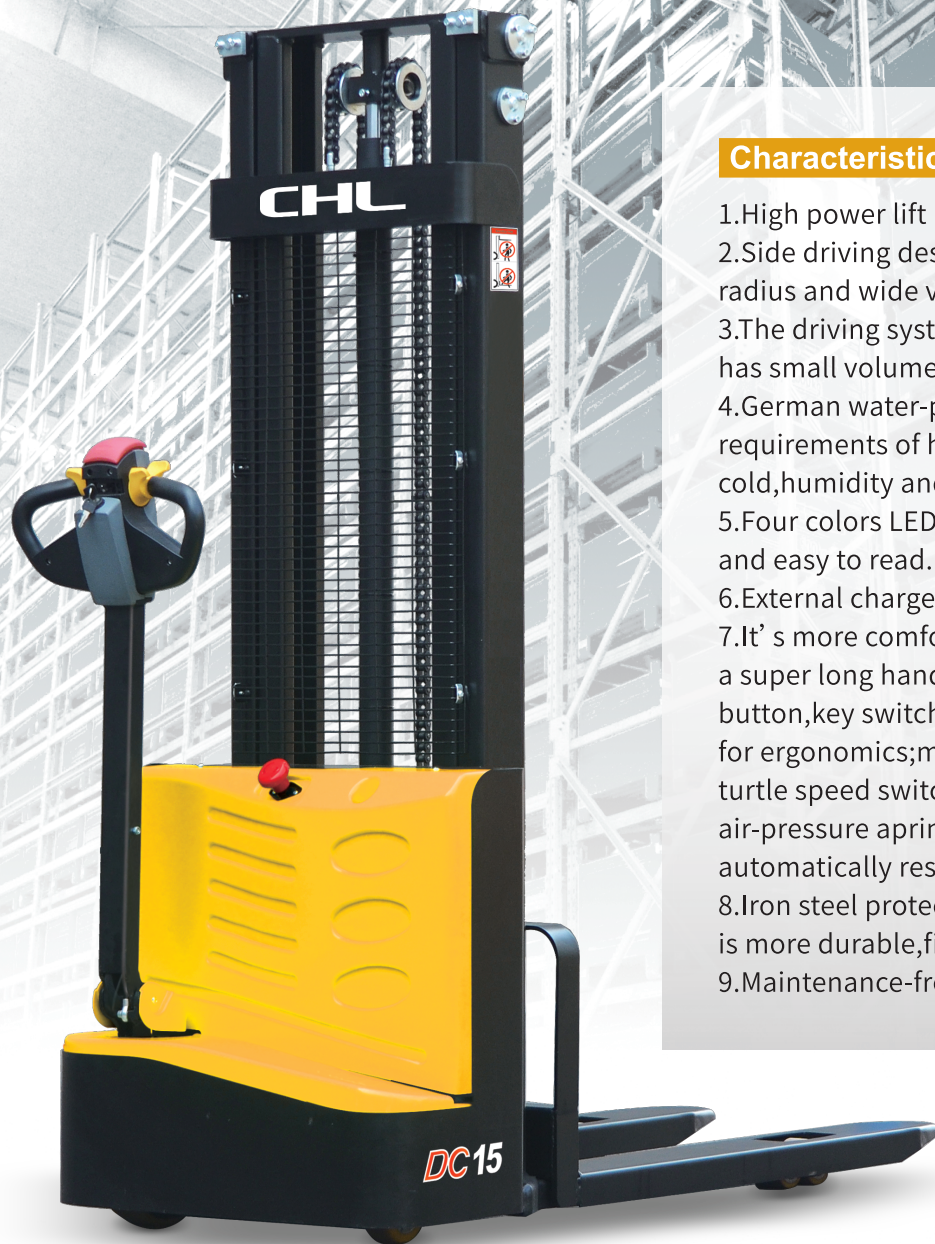 CHL
DC15
Characteristic
1.High power lift
2.Side driving des
radius and wide v
3.The driving syst
has small volume
4.German water-p
requirements of h
cold,humidity and
5.Four colors LED
and easy to read.
6.External charge
7.It’s more comfo
a super long hand
button,key switch
for ergonomics;m
turtle speed switc
air-pressure aprin
automatically res
8.Iron steel protec
is more durable,fi
9.Maintenance-fre